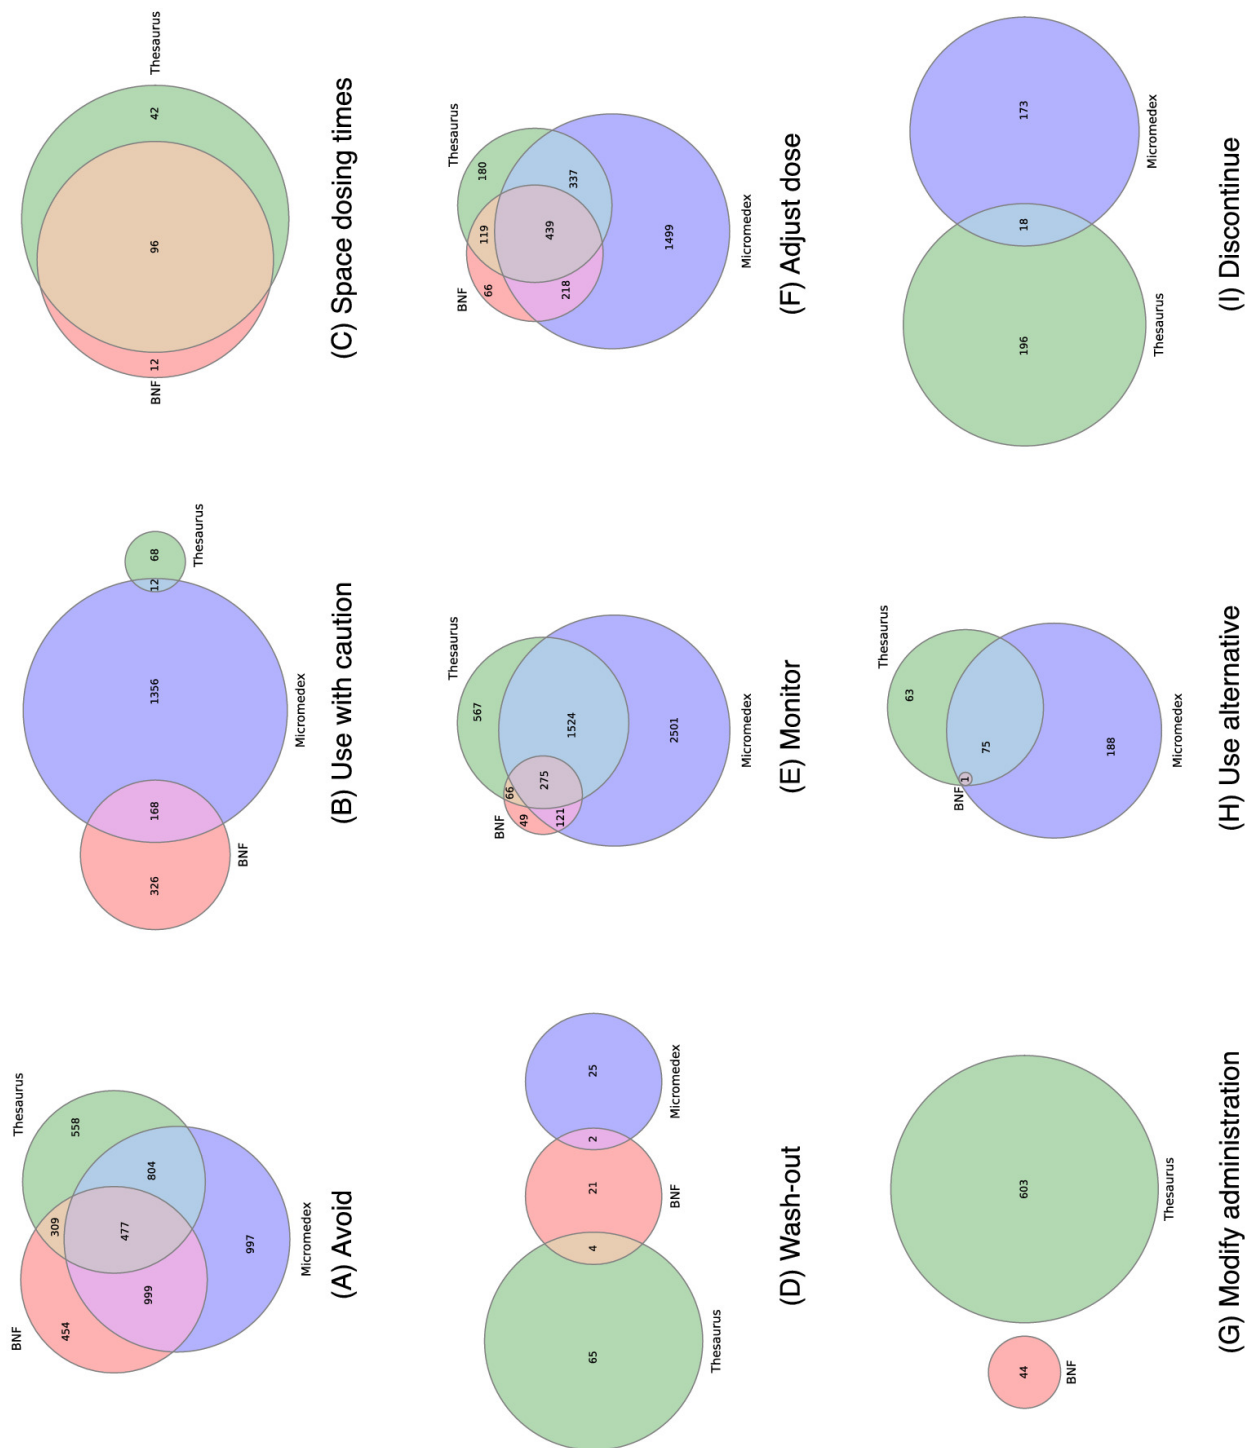 BNF
Thesaurus
454
309
558
477
999
804
997
Micromedex
(A) Avoid
326
168
1356
12
68
BNF
Micromedex
Thesaurus
(B) Use with caution
BNF
12
96
42
Thesaurus
(C) Space dosing times
65
4
21
2
25
Thesaurus
BNF
Micromedex
(D) Wash-out
BNF
Thesaurus
567
49
66
275
121
1524
2501
Micromedex
(E) Monitor
BNF
Thesaurus
66
119
180
439
218
337
1499
Micromedex
(F) Adjust dose
44
603
BNF
Thesaurus
(G) Modify administration
Thesaurus
63
BNF
1
75
188
Micromedex
(H) Use alternative
196
18
173
Thesaurus
Micromedex
(I) Discontinue